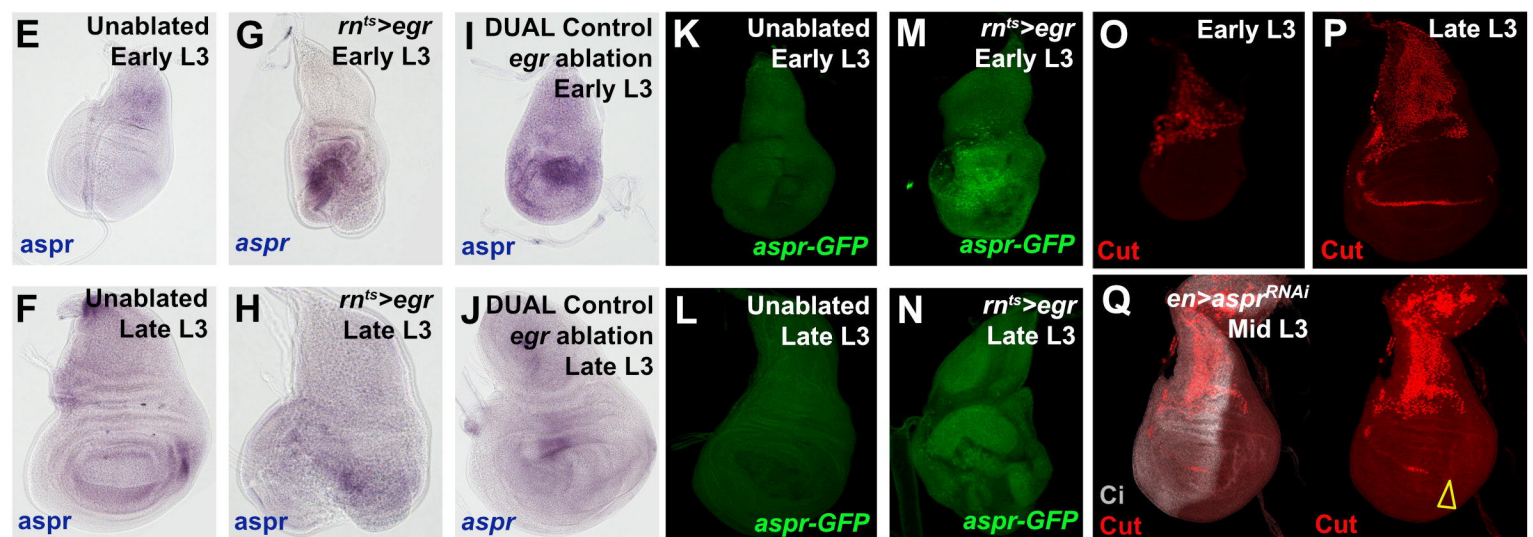 E Unablated
Early L3
aspr
G rnts>egr
Early L3
aspr
I DUAL Control
egr ablation
Early L3
K Unablated
Early L3
aspr-GFP
M rnts>egr
Early L3
aspr-GFP
O Early L3
Cut
P Late L3
Cut
F Unablated
Late L3
aspr
H rnts>egr
Late L3
aspr
J DUAL Control
egr ablation
Late L3
aspr
L Unablated
Late L3
aspr-GFP
N rnts>egr
Late L3
aspr-GFP
Q en>asprRNAi
Mid L3
Ci
Cut
Cut